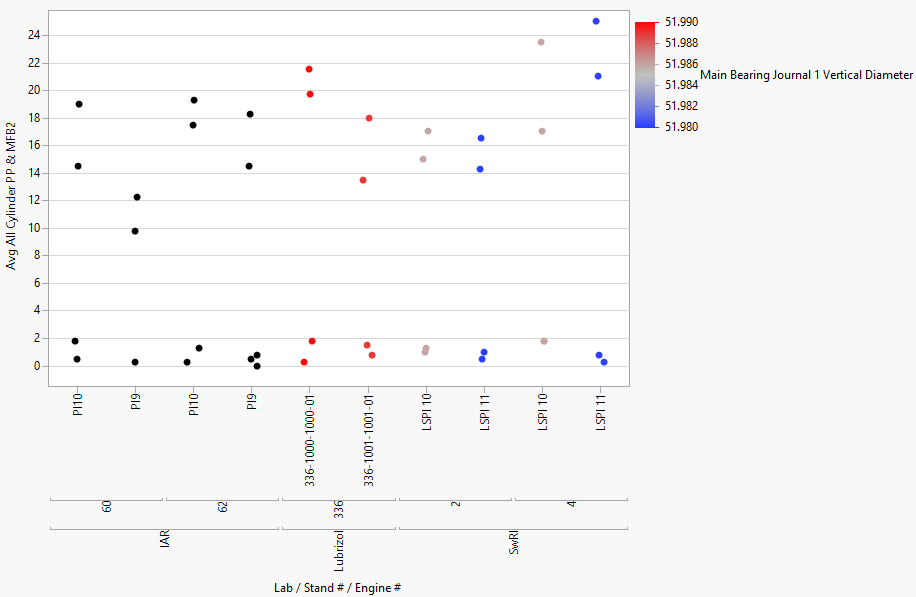 24
22
20
18
16
14
12
10
8
6
4
2
0
Avg All Cylinder PP & MFB2
51.990
51.988
51.986
51.984
51.982
51.980
Main Bearing Journal 1 Vertical Diameter
PI10
PI9
PI10
PI9
336-1000-1000-01
336-1001-1001-01
LSPI 10
LSPI 11
LSPI 10
LSPI 11
60
62
336
2
4
IAR
Lubrizol
SwRI
Lab / Stand # / Engine #